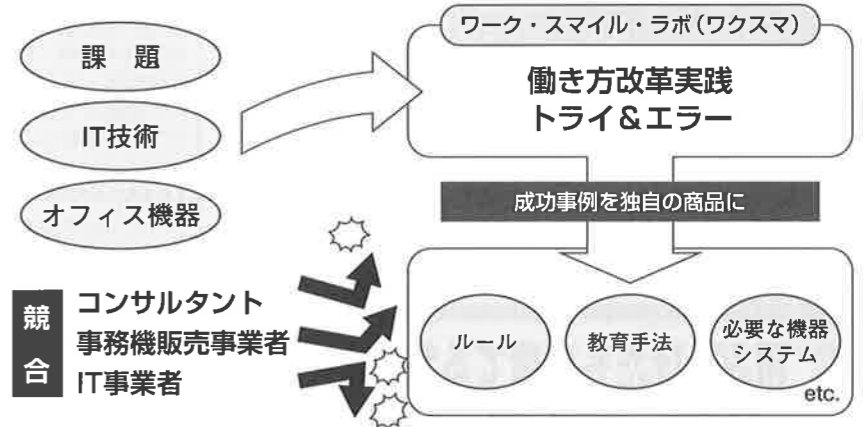 課 題
IT技術
オフィス機器
ワーク・スマイル・ラボ(ワクスマ)
働き方改革実践
トライ&エラー
成功事例を独自の商品に
競合
コンサルタント
事務機販売事業者
IT事業者
ルール
教育手法
必要な機器
システム
etc.